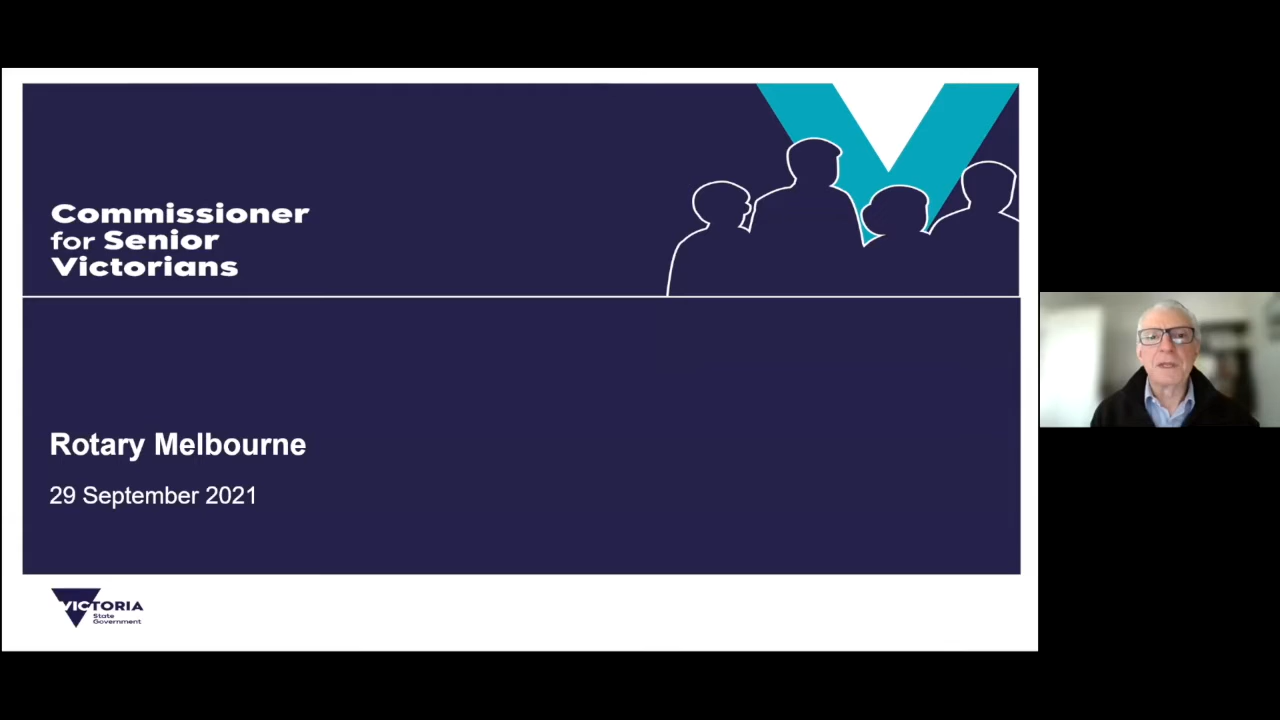 Commissioner
for Senior
Victorians
Rotary Melbourne
29 September 2021
VICTORIA
State
Government